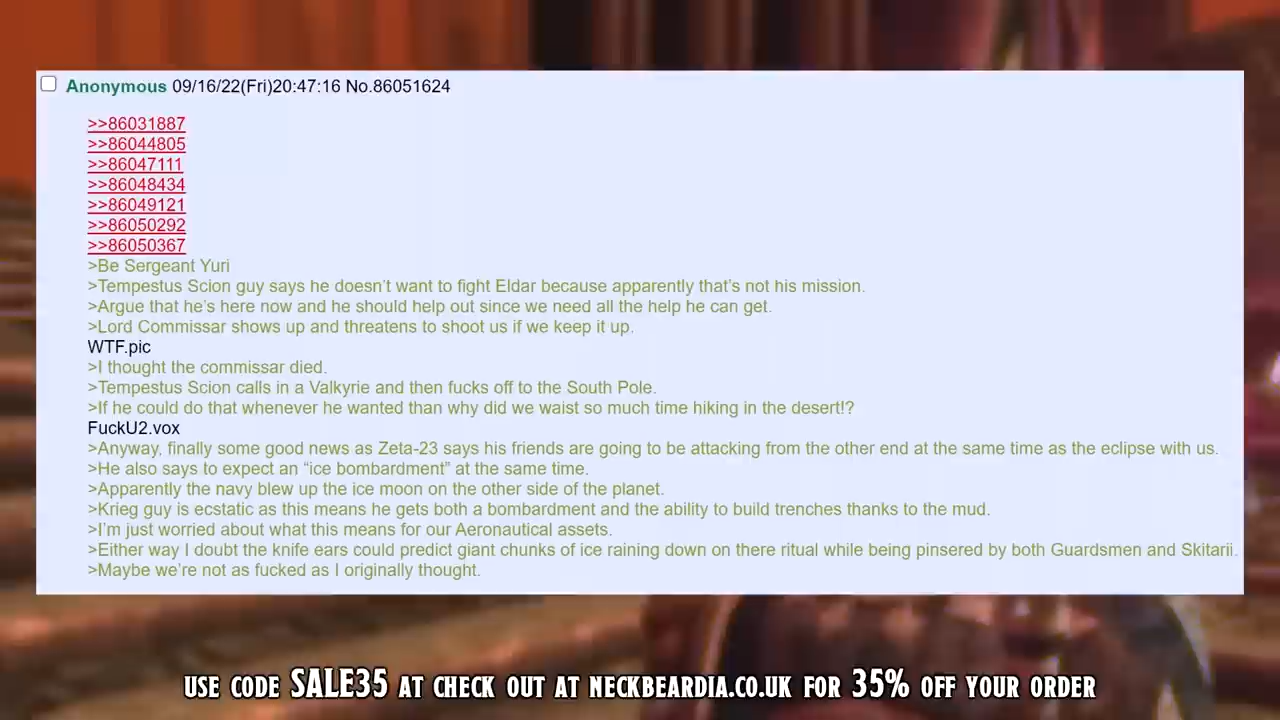 Anonymous 09/16/22(Fri)20:47:16 No.86051624
>>86031887
>>86044805
>>86047111
>>86048434
>>86049121
>>86050292
>>86050367
>Be Sergeant Yuri
>Tempestus Scion guy says he doesn't want to fight Eldar because apparently that's not his mission.
>Argue that he's here now and he should help out since we need all the help he can get.
>Lord Commissar shows up and threatens to shoot us if we keep it up.
WTF.pic
>I thought the commissar died.
>Tempestus Scion calls in a Valkyrie and then fucks off to the South Pole.
>If he could do that whenever he wanted than why did we waist so much time hiking in the desert!?
FuckU2.vox
>Anyway, finally some good news as Zeta-23 says his friends are going to be attacking from the other end at the same time as the eclipse with us.
>He also says to expect an “ice bombardment” at the same time.
>Apparently the navy blew up the ice moon on the other side of the planet.
>Krieg guy is ecstatic as this means he gets both a bombardment and the ability to build trenches thanks to the mud.
>I'm just worried about what this means for our Aeronautical assets.
>Either way I doubt the knife ears could predict giant chunks of ice raining down on there ritual while being pinsered by both Guardsmen and Skitarii.
>Maybe we're not as fucked as I originally thought.
USE CODE SALE35 AT CHECK OUT AT NECKBEARDIA.CO.UK FOR 35% OFF YOUR ORDER